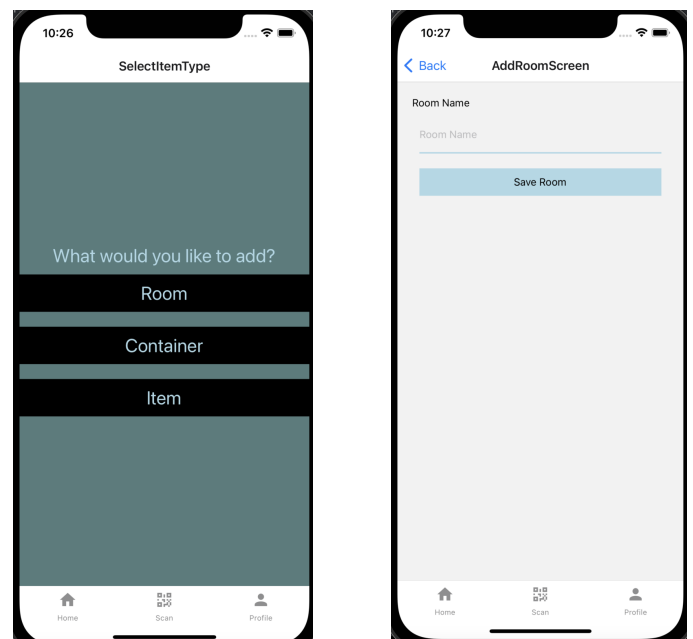 10:26
SelectItemType
What would you like to add?
Room
Container
Item
Home Scan Profile
10:27
Back AddRoomScreen
Room Name
Room Name
Save Room
Home Scan Profile